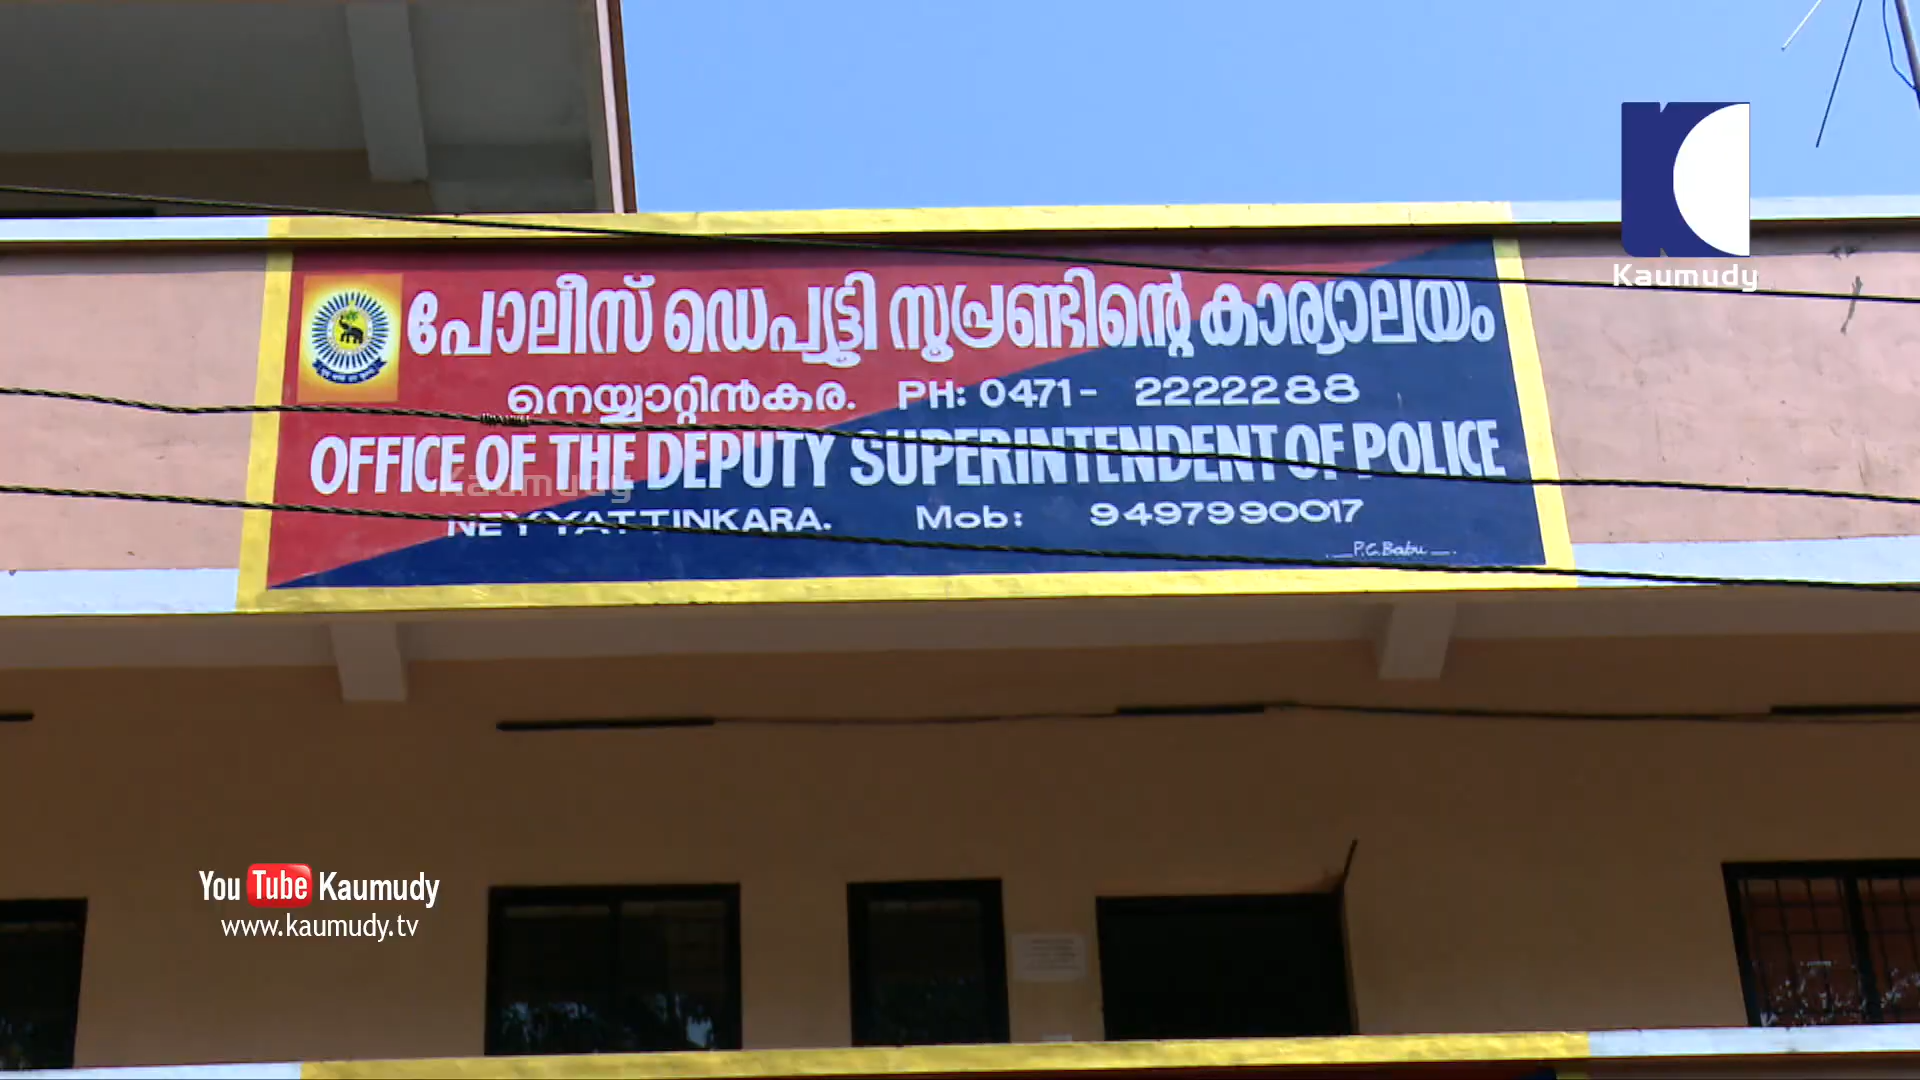 Kaumudy
പോലീസ് ഡെപ്യൂട്ടി സൂപ്രണ്ടിന്റെ കാര്യാലയം
നെയ്യാറ്റിൻകര. PH: 0471- 2222288
OFFICE OF THE DEPUTY SUPERINTENDENT OF POLICE
Kaumudy
NEYYATTINKARA. Mob: 9497990017
P.C. Babu
You Tube Kaumudy
www.kaumudy.tv